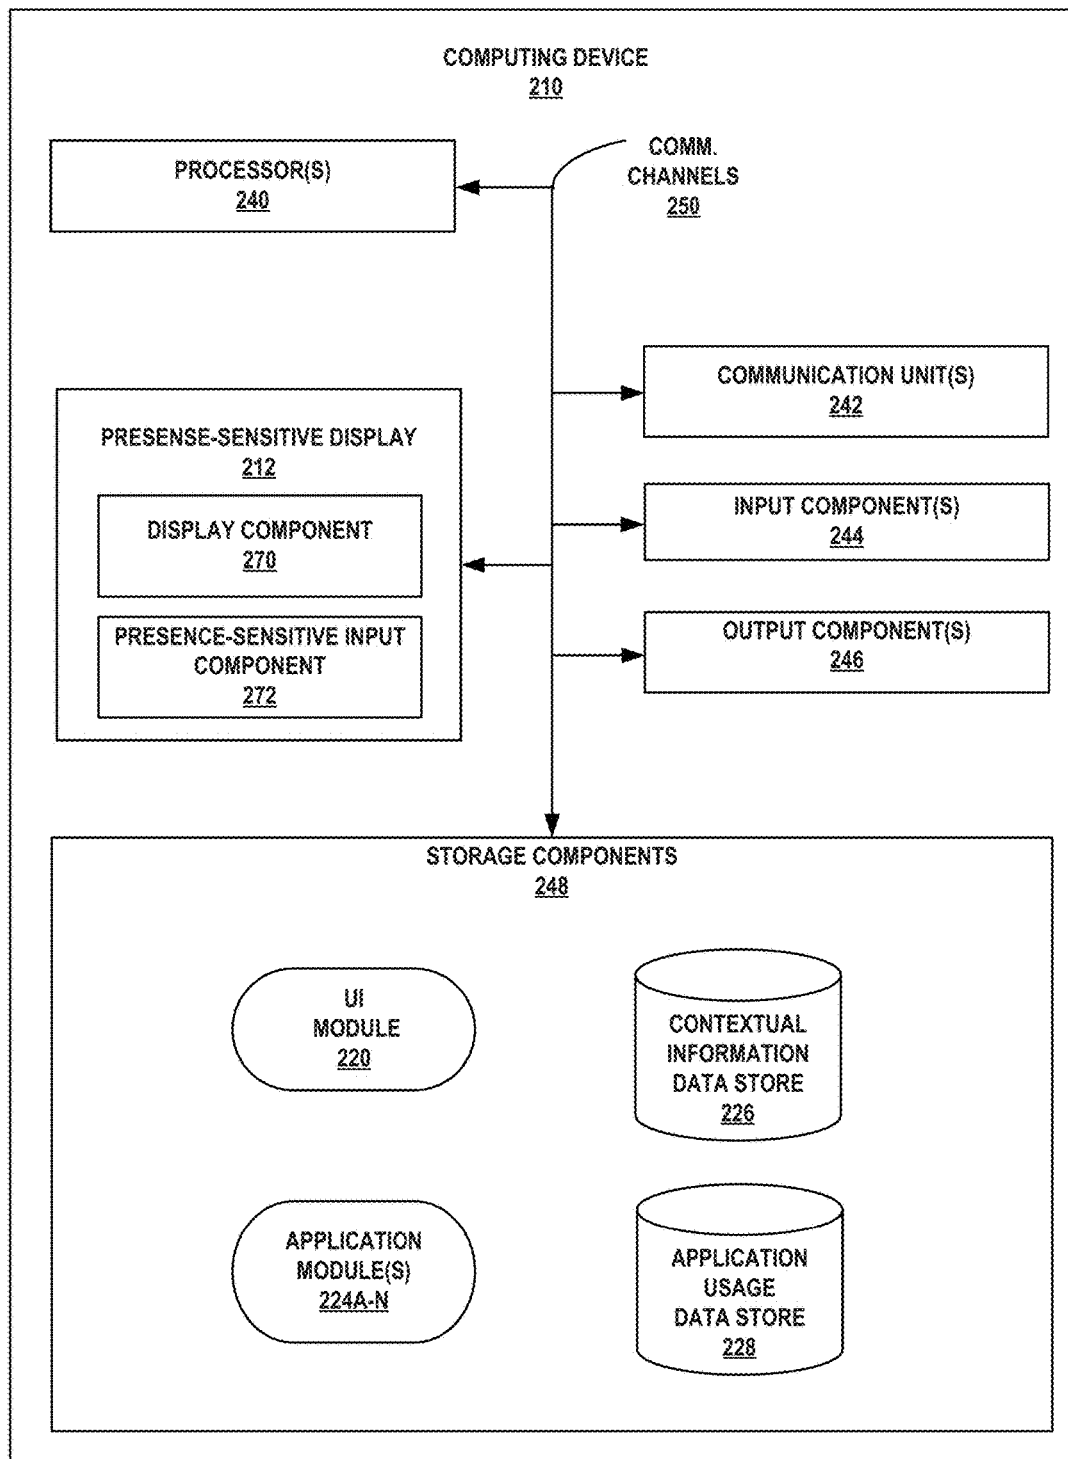 COMPUTING DEVICE
210
PROCESSOR(S)
240
COMM.
CHANNELS
250
COMMUNICATION UNIT(S)
242
PRESENSE-SENSITIVE DISPLAY
212
DISPLAY COMPONENT
270
PRESENCE-SENSITIVE INPUT
COMPONENT
272
INPUT COMPONENT(S)
244
OUTPUT COMPONENT(S)
246
STORAGE COMPONENTS
248
UI
MODULE
220
CONTEXTUAL
INFORMATION
DATA STORE
226
APPLICATION
MODULE(S)
224A-N
APPLICATION
USAGE
DATA STORE
228